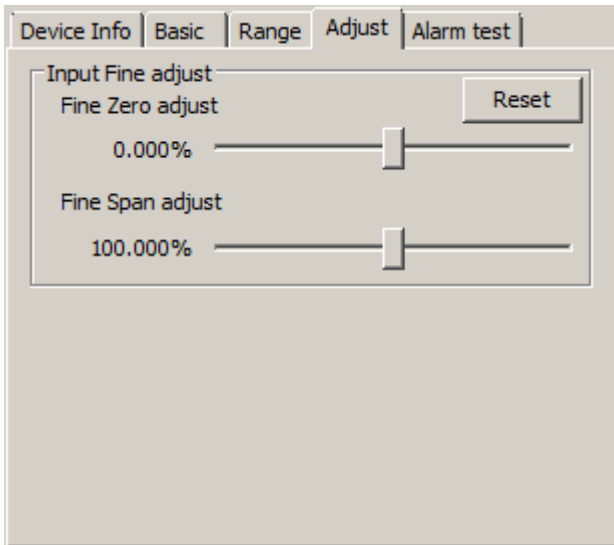 Device Info Basic Range Adjust Alarm test
Input Fine adjust
Fine Zero adjust Reset
0.000%
Fine Span adjust
100.000%